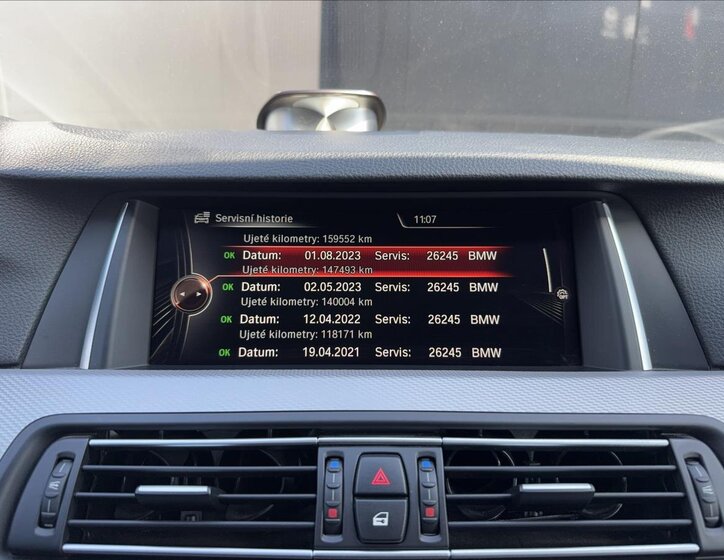 Servisní historie 11:07
Ujeté kilometry: 159552 km
OK Datum: 01.08.2023 Servis: 26245 BMW
Ujeté kilometry: 147493 km
OK Datum: 02.05.2023 Servis: 26245 BMW
Ujeté kilometry: 140004 km
OK Datum: 12.04.2022 Servis: 26245 BMW
Ujeté kilometry: 118171 km
OK Datum: 19.04.2021 Servis: 26245 BMW